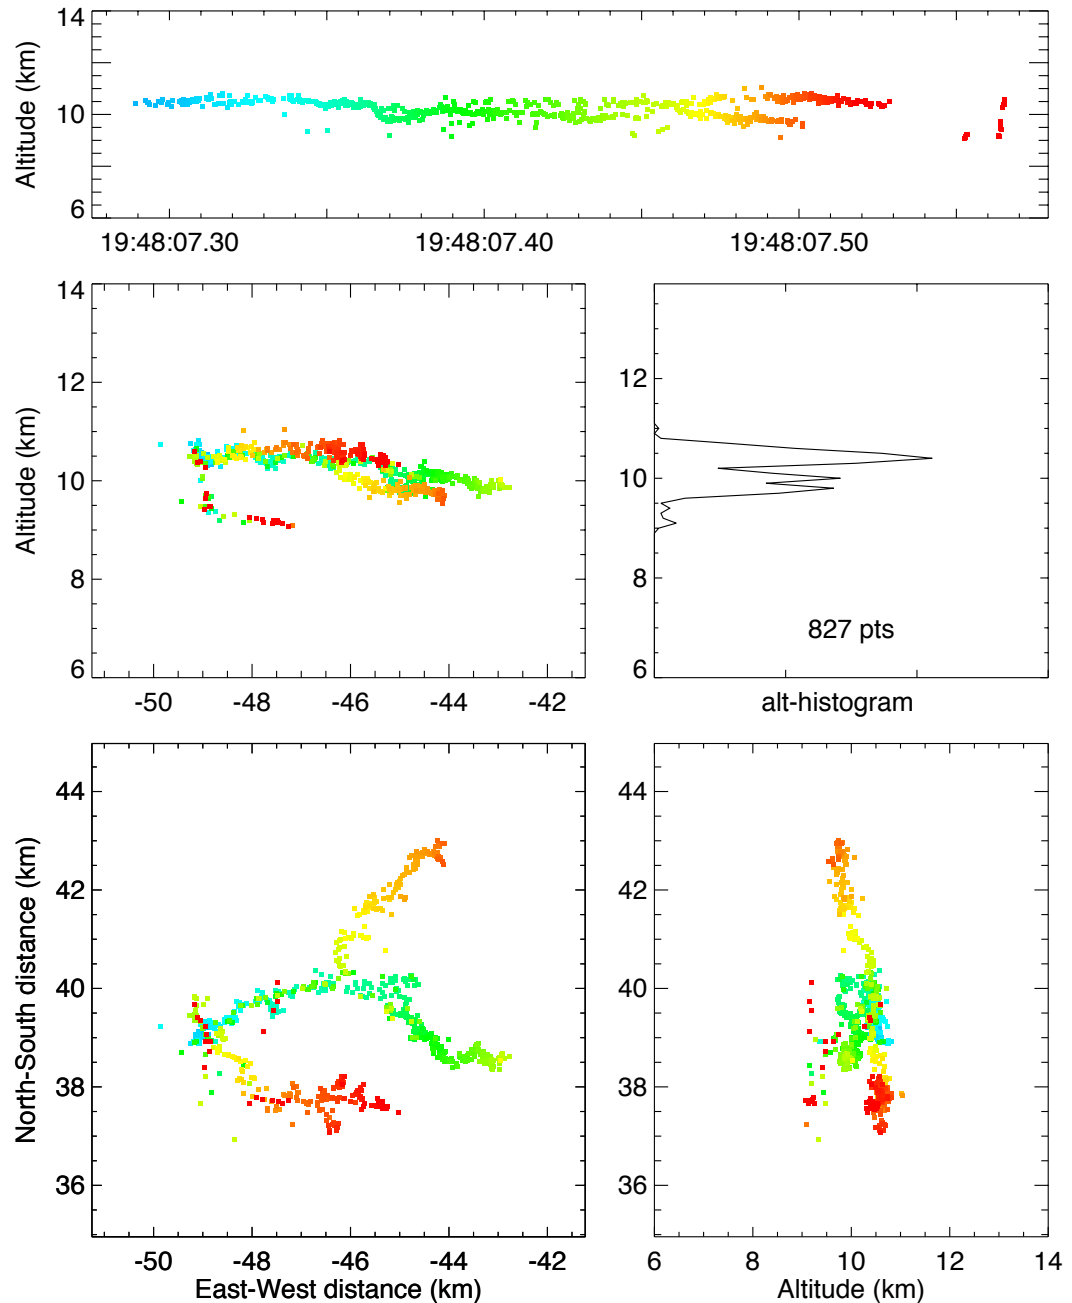 14
10
6
Altitude (km)
19:48:07.30 19:48:07.40 19:48:07.50
14
12
10
8
6
Altitude (km)
-50 -48 -46 -44 -42
12
10
8
6
827 pts
alt-histogram
44
42
40
38
36
North-South distance (km)
-50 -48 -46 -44 -42
East-West distance (km)
44
42
40
38
36
6 8 10 12 14
Altitude (km)